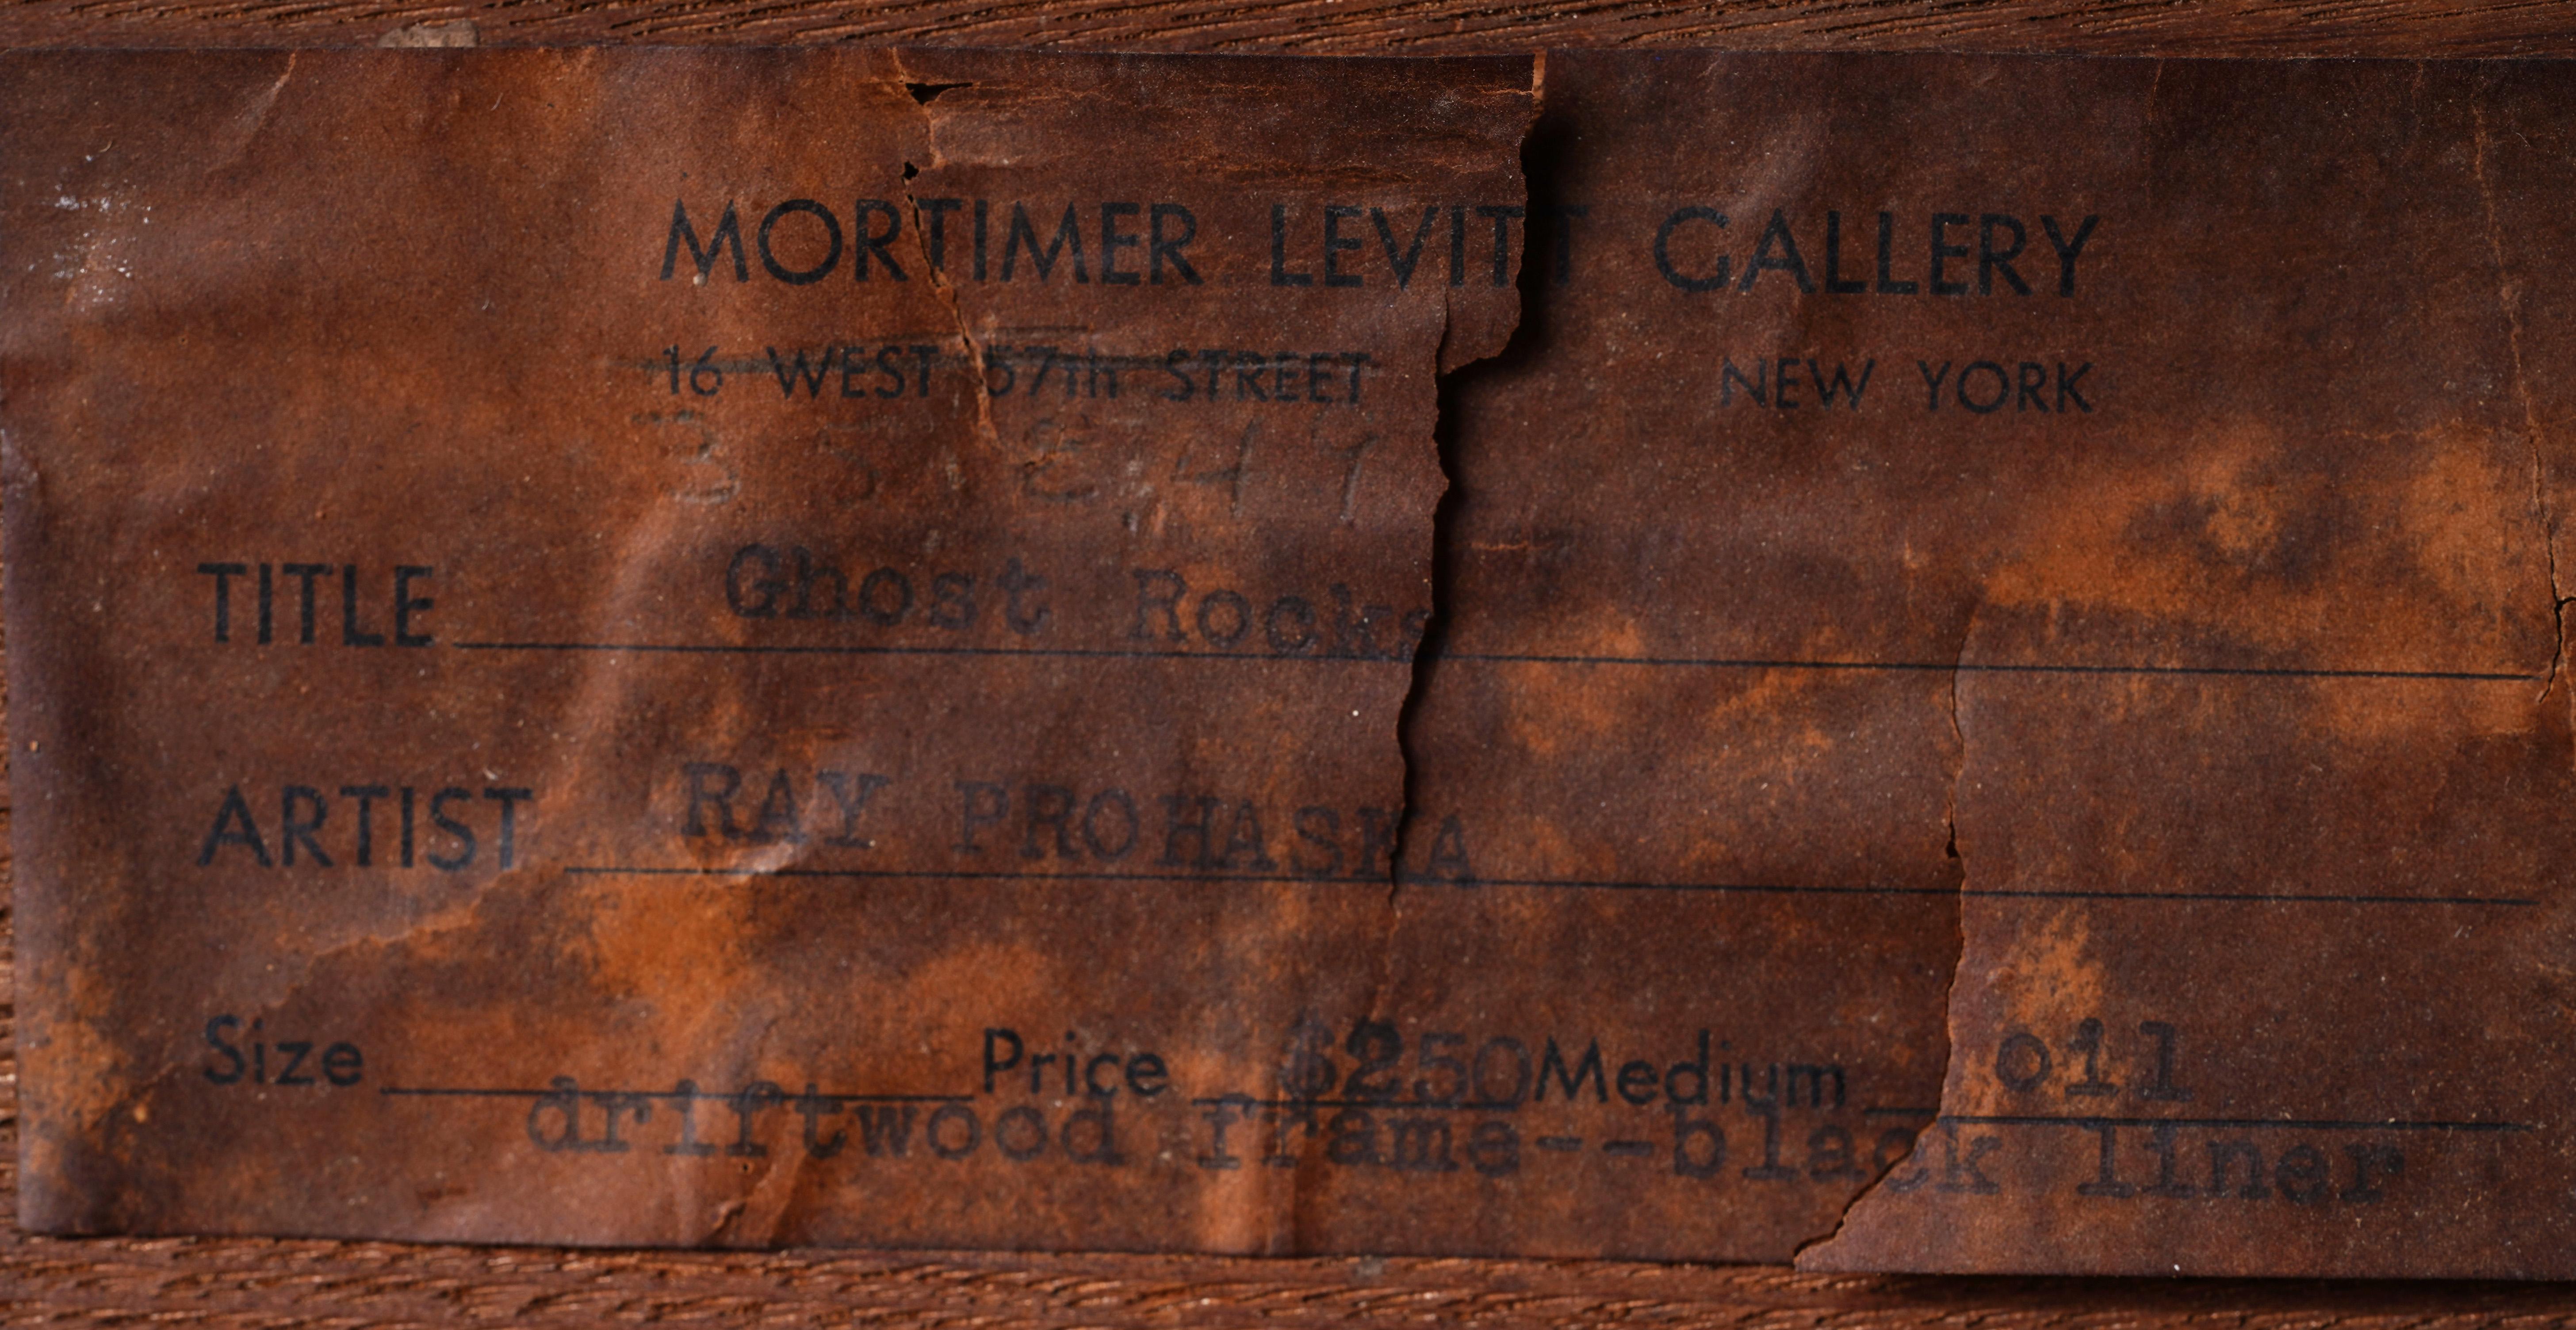 MORTIMER LEVITT GALLERY
16 WEST 57th STREET NEW YORK
TITLE Ghost Rocks
ARTIST RAY PROHASKA
Size Price $250 Medium oil
driftwood frame--black liner